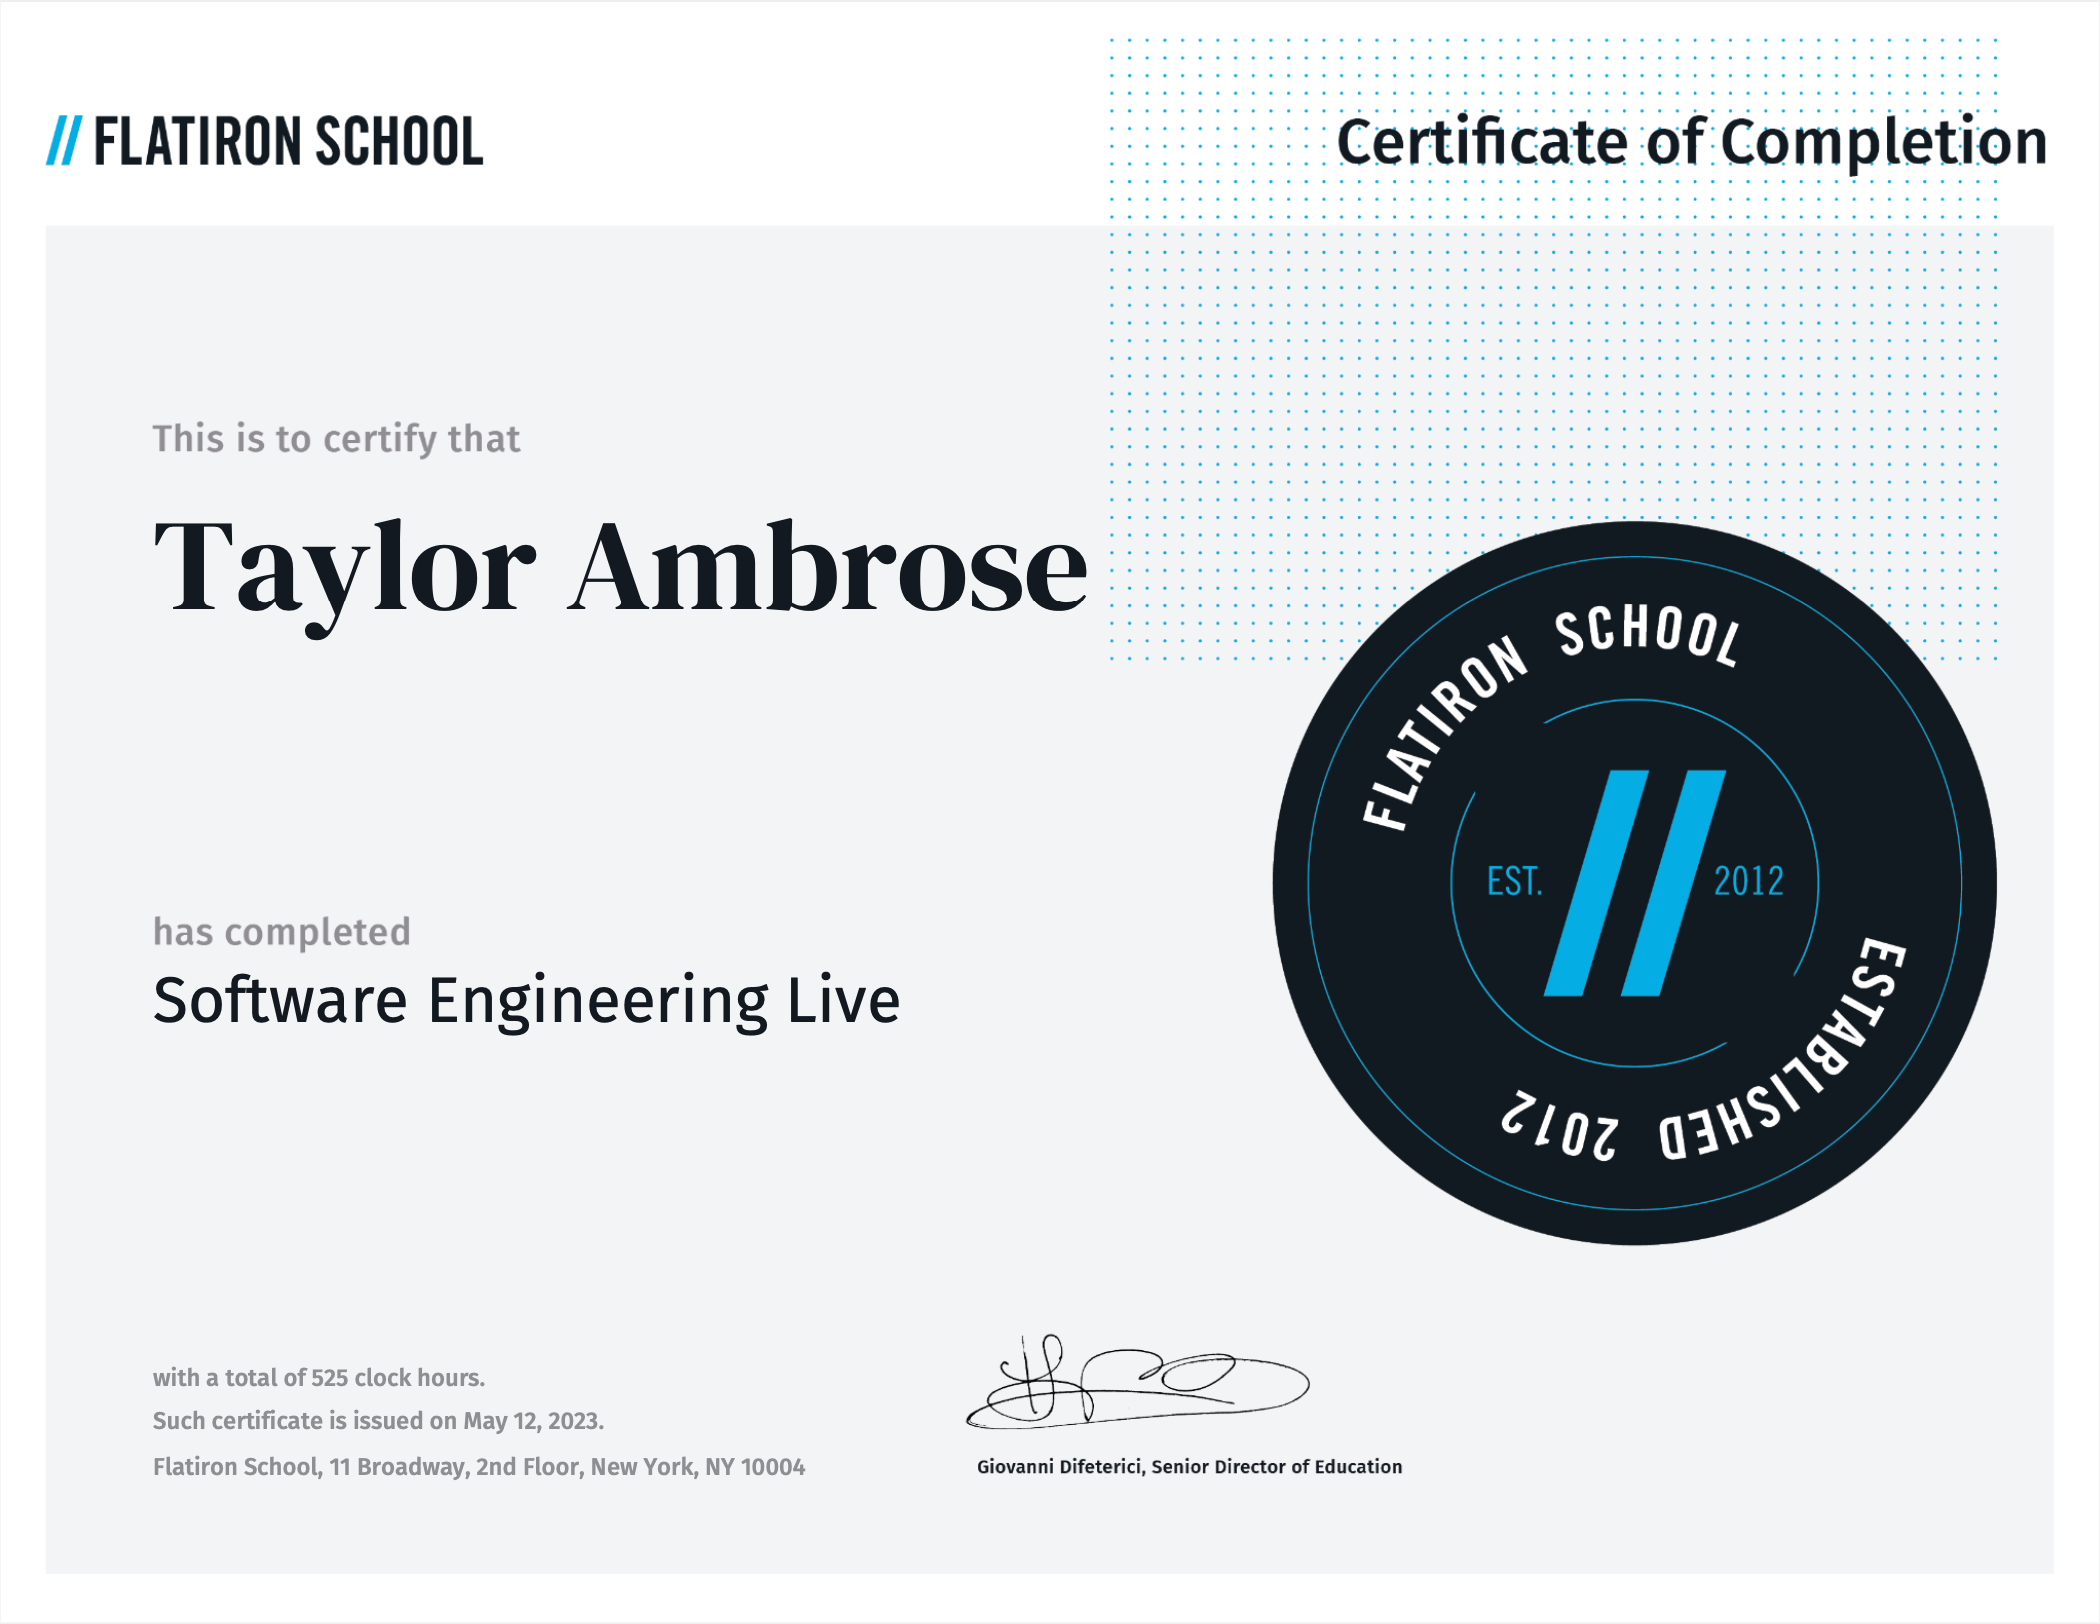 // FLATIRON SCHOOL
Certificate of Completion
This is to certify that
Taylor Ambrose
has completed
Software Engineering Live
FLATIRON SCHOOL
EST. // 2012
ESTABLISHED 2012
with a total of 525 clock hours.
Such certificate is issued on May 12, 2023.
Flatiron School, 11 Broadway, 2nd Floor, New York, NY 10004
Giovanni Difeterici, Senior Director of Education